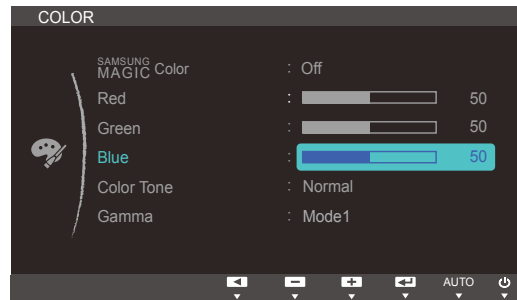 COLOR
SAMSUNG MAGIC Color : Off
Red : 50
Green : 50
Blue : 50
Color Tone : Normal
Gamma : Mode1
AUTO